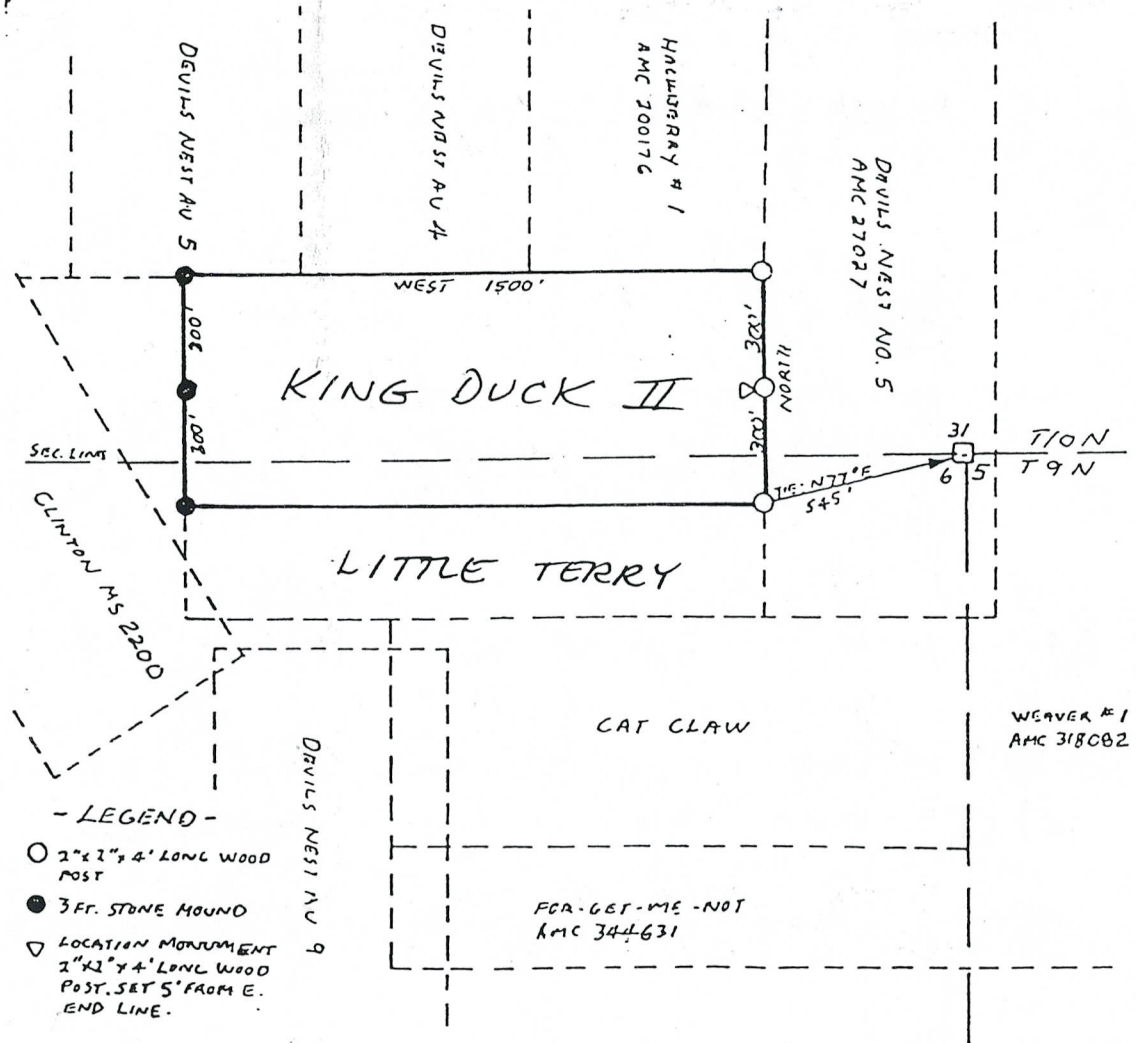 DEVILS NEST AU 5
DEVILS NEST AU 4
HACKBERRY # 1
AMC 200176
DEVILS NEST NO. 5
AMC 27027
WEST 1500'
300'
300'
300'
NORTH
300'
KING DUCK II
SEC. LINE
31
T10N
6 5
T9N
TIE: N77°E
545'
CLINTON MS 2200
LITTLE TERRY
CAT CLAW
WEAVER #1
AMC 318082
DEVILS NEST AU 9
FOR-GET-ME-NOT
AMC 344631
- LEGEND -
2"x2"x4' LONG WOOD
POST
3 FT. STONE MOUND
LOCATION MONUMENT
2"x2"x4' LONG WOOD
POST. SET 5' FROM E.
END LINE.